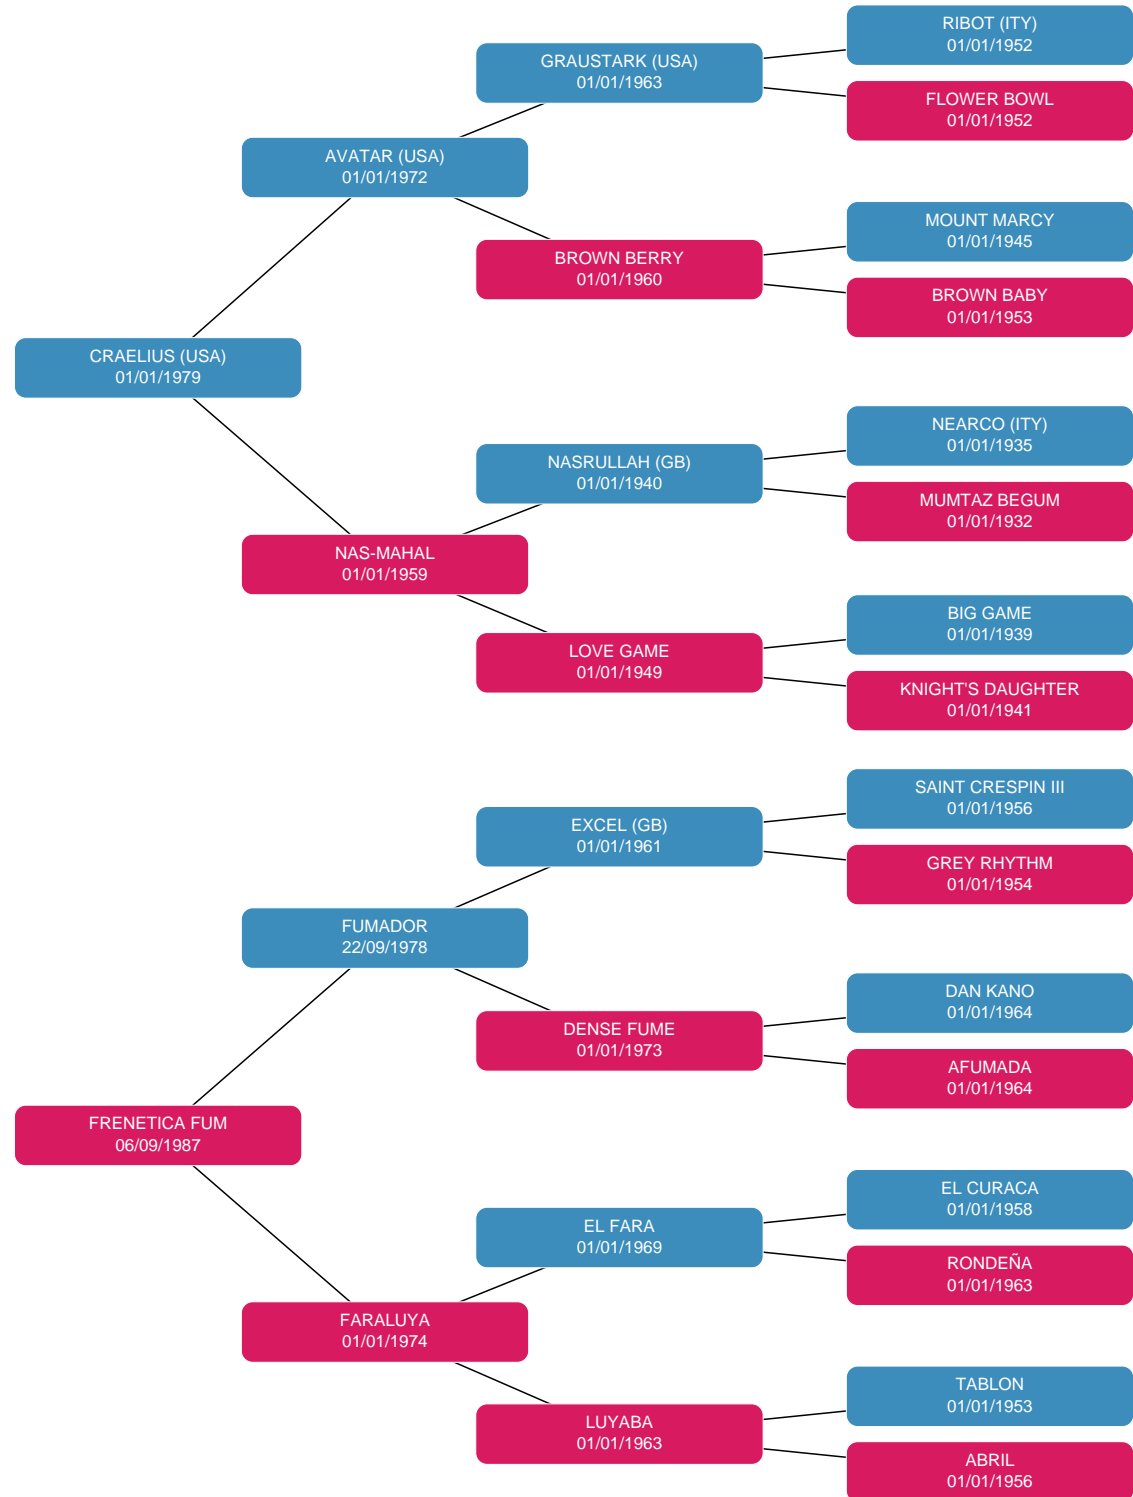 RIBOT (ITY)
01/01/1952
GRAUSTARK (USA)
01/01/1963
FLOWER BOWL
01/01/1952
AVATAR (USA)
01/01/1972
MOUNT MARCY
01/01/1945
BROWN BERRY
01/01/1960
BROWN BABY
01/01/1953
CRAELIUS (USA)
01/01/1979
NEARCO (ITY)
01/01/1935
NASRULLAH (GB)
01/01/1940
MUMTAZ BEGUM
01/01/1932
NAS-MAHAL
01/01/1959
BIG GAME
01/01/1939
LOVE GAME
01/01/1949
KNIGHT'S DAUGHTER
01/01/1941
SAINT CRESPIN III
01/01/1956
EXCEL (GB)
01/01/1961
GREY RHYTHM
01/01/1954
FUMADOR
22/09/1978
DAN KANO
01/01/1964
DENSE FUME
01/01/1973
AFUMADA
01/01/1964
FRENETICA FUM
06/09/1987
EL CURACA
01/01/1958
EL FARA
01/01/1969
RONDEÑA
01/01/1963
FARALUYA
01/01/1974
TABLON
01/01/1953
LUYABA
01/01/1963
ABRIL
01/01/1956